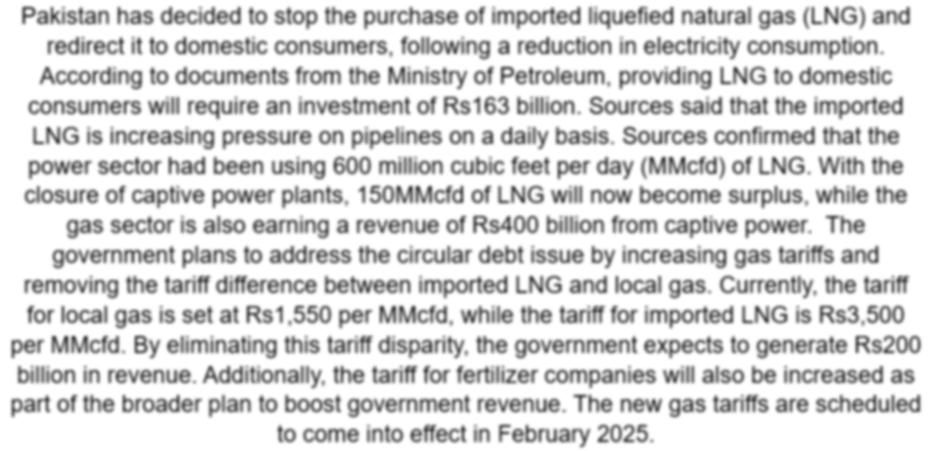 Pakistan has decided to stop the purchase of imported liquefied natural gas (LNG) and
redirect it to domestic consumers, following a reduction in electricity consumption.
According to documents from the Ministry of Petroleum, providing LNG to domestic
consumers will require an investment of Rs163 billion. Sources said that the imported
LNG is increasing pressure on pipelines on a daily basis. Sources confirmed that the
power sector had been using 600 million cubic feet per day (MMcfd) of LNG. With the
closure of captive power plants, 150MMcfd of LNG will now become surplus, while the
gas sector is also earning a revenue of Rs400 billion from captive power.  The
government plans to address the circular debt issue by increasing gas tariffs and
removing the tariff difference between imported LNG and local gas. Currently, the tariff
for local gas is set at Rs1,550 per MMcfd, while the tariff for imported LNG is Rs3,500
per MMcfd. By eliminating this tariff disparity, the government expects to generate Rs200
billion in revenue. Additionally, the tariff for fertilizer companies will also be increased as
part of the broader plan to boost government revenue. The new gas tariffs are scheduled
to come into effect in February 2025.